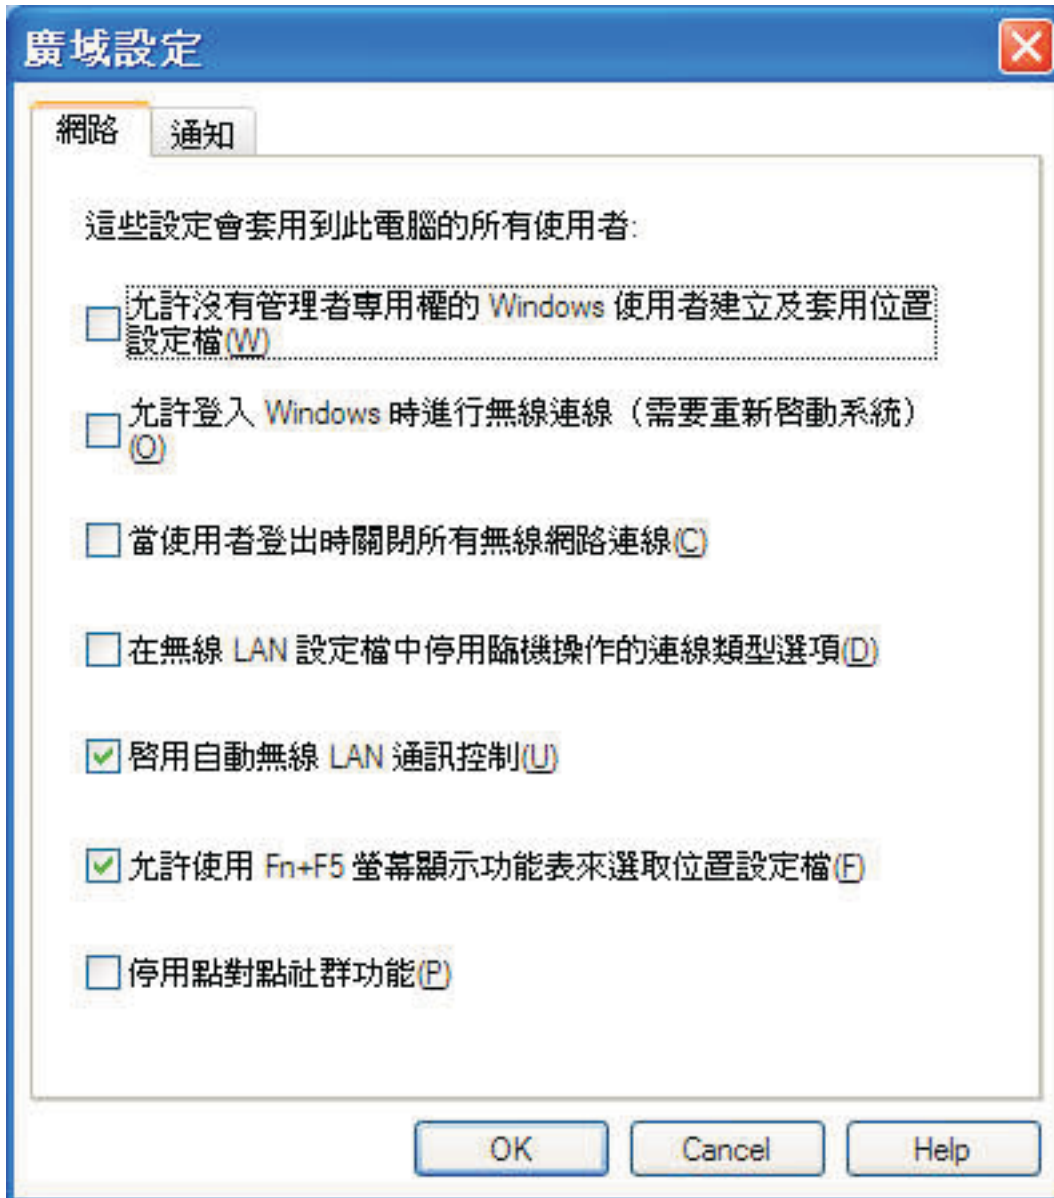 廣域設定
網路
通知
這些設定會套用到此電腦的所有使用者:
允許沒有管理者專用權的 Windows 使用者建立及套用位置
設定檔(W)
允許登入 Windows 時進行無線連線（需要重新啓動系統）
(O)
當使用者登出時關閉所有無線網路連線(C)
在無線 LAN 設定檔中停用臨機操作的連線類型選項(D)
啓用自動無線 LAN 通訊控制(U)
允許使用 Fn+F5 螢幕顯示功能表來選取位置設定檔(F)
停用點對點社群功能(P)
OK
Cancel
Help